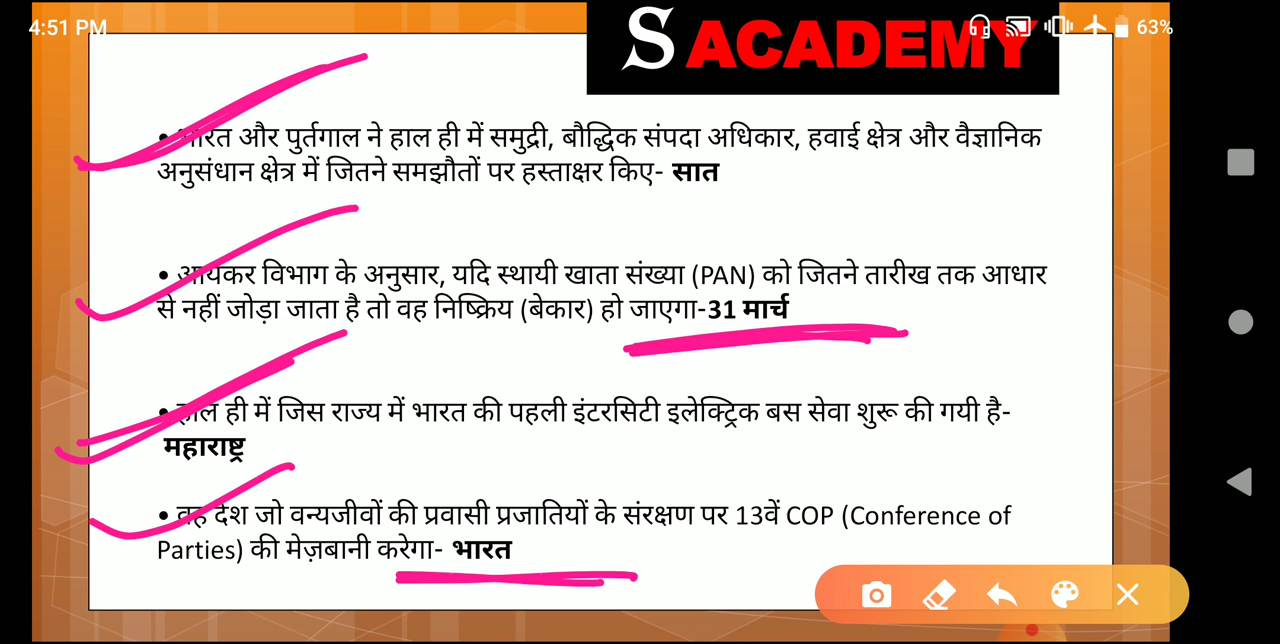 4:51 PM
S ACADEMY
63%
• भारत और पुर्तगाल ने हाल ही में समुद्री, बौद्धिक संपदा अधिकार, हवाई क्षेत्र और वैज्ञानिक
अनुसंधान क्षेत्र में जितने समझौतों पर हस्ताक्षर किए- सात
• आयकर विभाग के अनुसार, यदि स्थायी खाता संख्या (PAN) को जितने तारीख तक आधार
से नहीं जोड़ा जाता है तो वह निष्क्रिय (बेकार) हो जाएगा-31 मार्च
• हाल ही में जिस राज्य में भारत की पहली इंटरसिटी इलेक्ट्रिक बस सेवा शुरू की गयी है-
महाराष्ट्र
• वह देश जो वन्यजीवों की प्रवासी प्रजातियों के संरक्षण पर 13वें COP (Conference of
Parties) की मेज़बानी करेगा- भारत